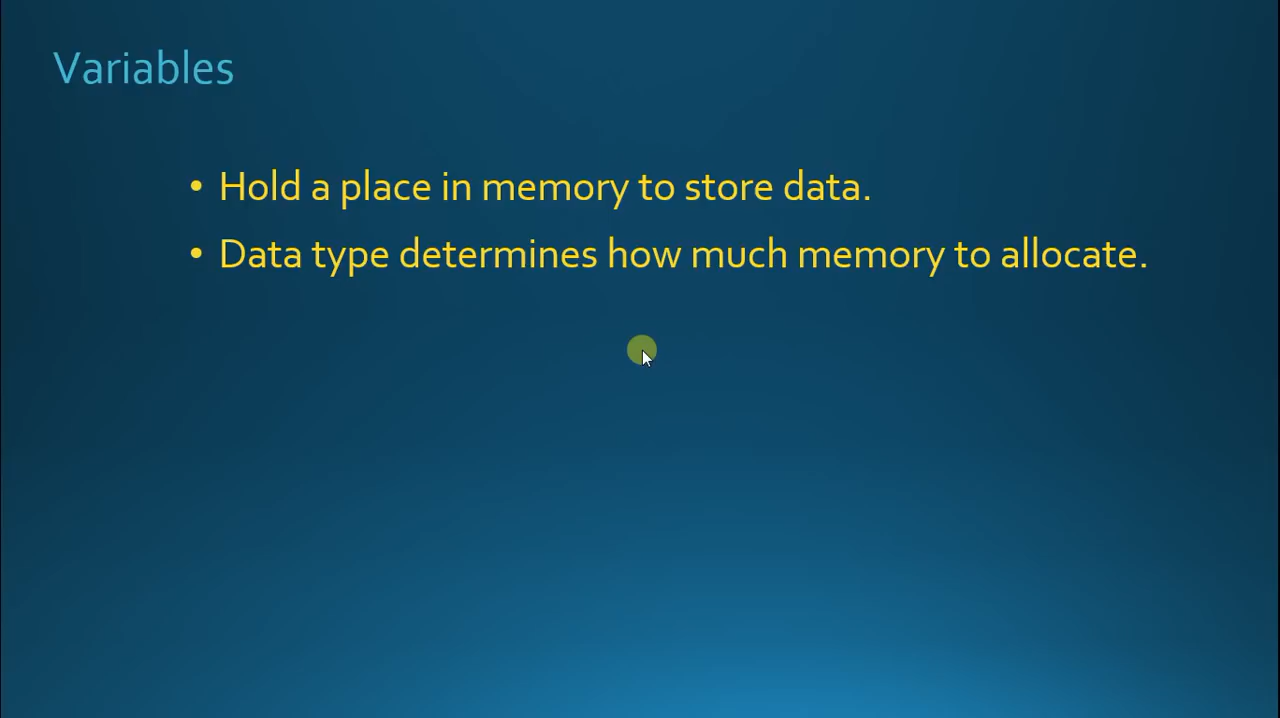 Variables
• Hold a place in memory to store data.
• Data type determines how much memory to allocate.